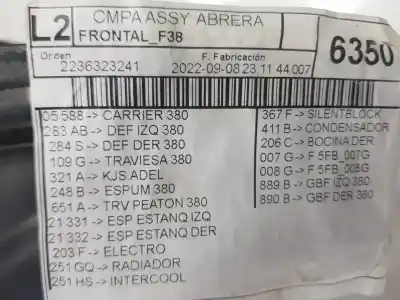 L2
CMPA ASSY ABRERA
FRONTAL_F38
6350
Orden
F. Fabricación
2236323241
2022-09-08 23.11 44.007
05 588 -> CARRIER 380
283 AB -> DEF IZQ 380
284 S -> DEF DER 380
109 G -> TRAVIESA 380
321 A -> KJS.ADEL
248 B -> ESPUM 380
651 A -> TRV PEATON 380
21 331 -> ESP ESTANQ IZQ
21 332 -> ESP ESTANQ DER
203 F -> ELECTRO
251 GQ -> RADIADOR
251 HS -> INTERCOOL
367 F -> SILENTBLOCK
411 B -> CONDENSADOR
206 C -> BOCINA DER
007 G -> F 5FB_007G
008 G -> F 5FB_008G
889 B -> GBF IZQ 380
890 B -> GBF DER 380